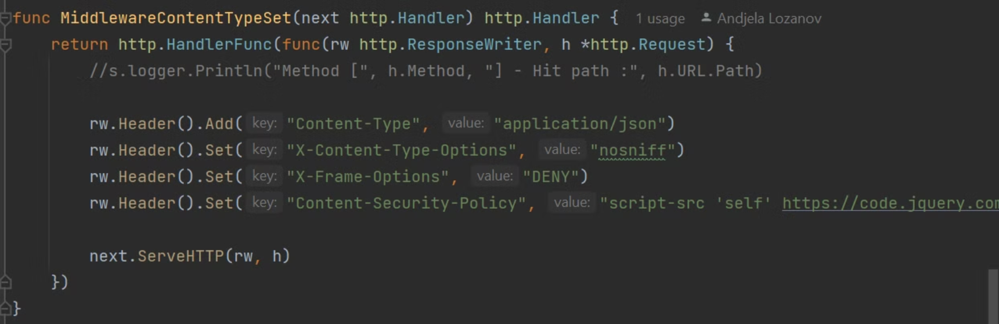 func MiddlewareContentTypeSet(next http.Handler) http.Handler { 1 usage Andjela Lozanov
return http.HandlerFunc(func(rw http.ResponseWriter, h *http.Request) {
//s.logger.Println("Method [", h.Method, "] - Hit path :", h.URL.Path)
rw.Header().Add( key: "Content-Type", value: "application/json")
rw.Header().Set( key: "X-Content-Type-Options", value: "nosniff")
rw.Header().Set( key: "X-Frame-Options", value: "DENY")
rw.Header().Set( key: "Content-Security-Policy", value: "script-src 'self' https://code.jquery.com
next.ServeHTTP(rw, h)
})
}